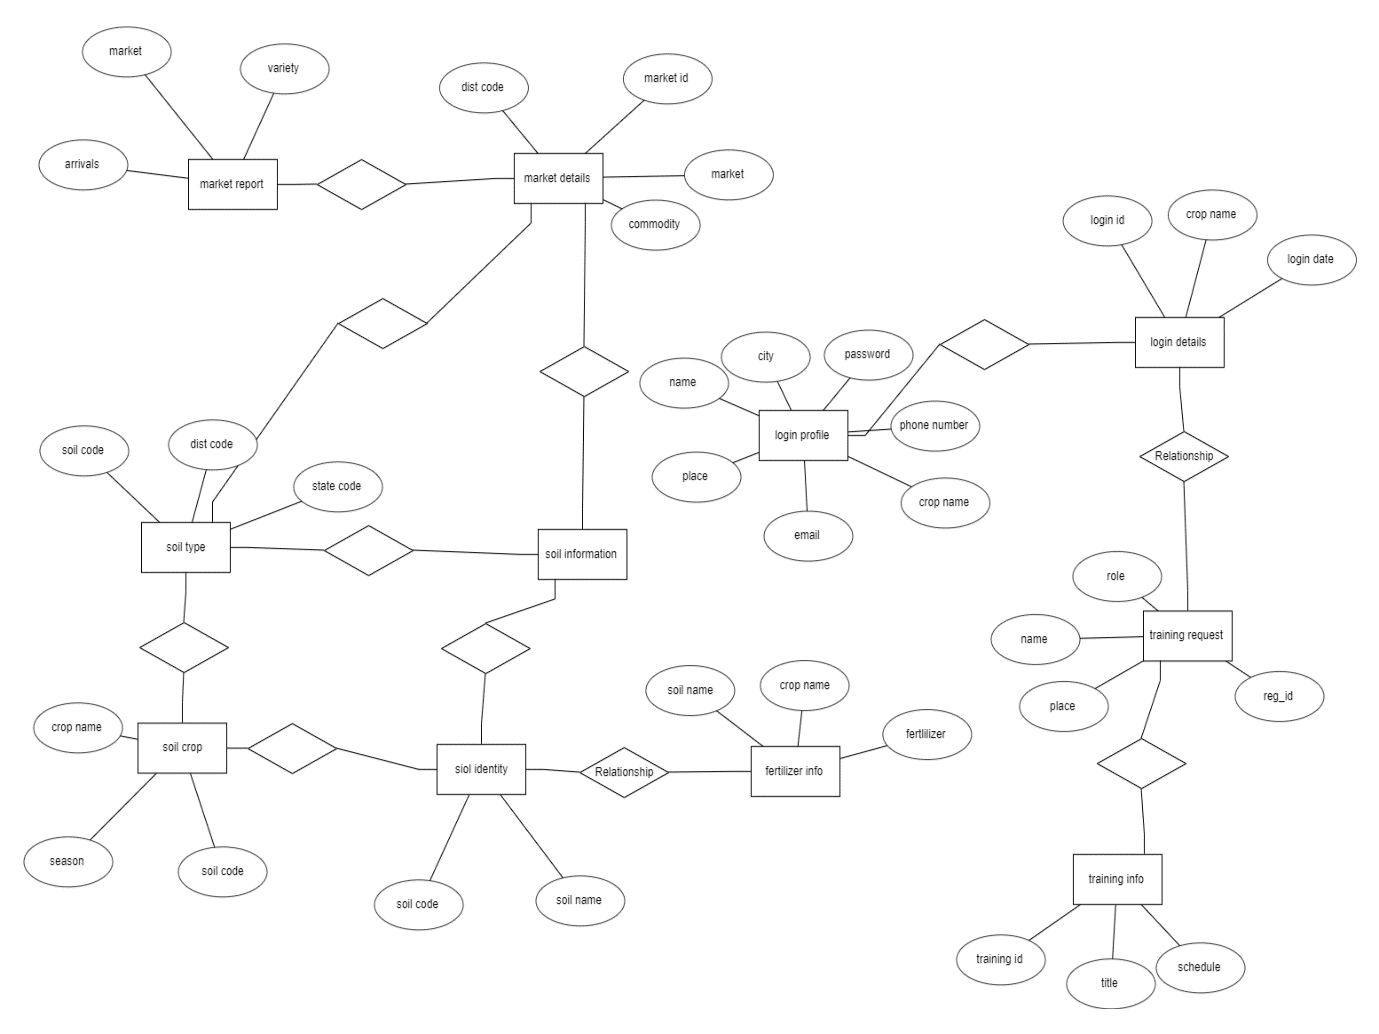 market
variety
dist code
market id
arrivals
market report
market details
market
commodity
login id
crop name
login date
login details
city
password
name
login profile
phone number
place
crop name
email
Relationship
soil code
dist code
state code
soil type
soil information
role
name
training request
place
reg_id
soil name
crop name
crop name
soil crop
fertlilizer
siol identity
Relationship
fertilizer info
season
soil code
soil code
soil name
training info
training id
title
schedule